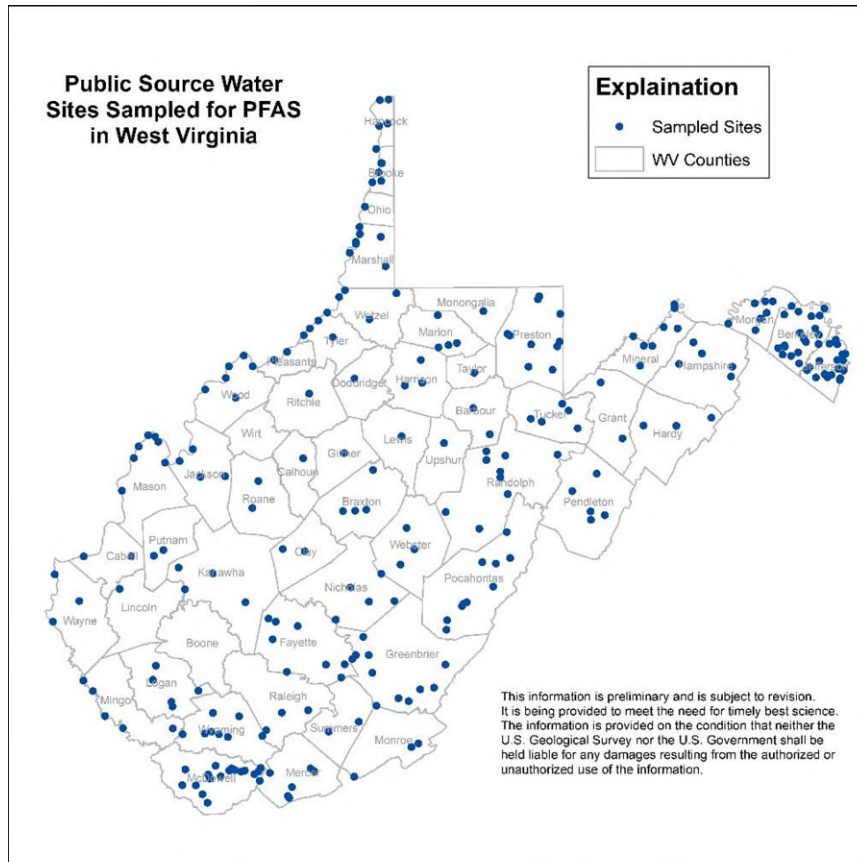 Public Source Water
Sites Sampled for PFAS
in West Virginia
Explaination
Sampled Sites
WV Counties
Hancock
Brooke
Ohio
Marshall
Wetzel
Monongalia
Marion
Preston
Tyler
Pleasants
Doddridge
Harrison
Taylor
Mineral
Hampshire
Morgan
Berkeley
Jefferson
Wood
Ritchie
Barbour
Tucker
Grant
Hardy
Wirt
Lewis
Upshur
Gilmer
Calhoun
Jackson
Mason
Roane
Randolph
Pendleton
Braxton
Putnam
Cabell
Clay
Webster
Kanawha
Pocahontas
Nicholas
Lincoln
Wayne
Boone
Fayette
Greenbrier
Logan
Mingo
Raleigh
Wyoming
Summers
Monroe
McDowell
Mercer
This information is preliminary and is subject to revision.
It is being provided to meet the need for timely best science.
The information is provided on the condition that neither the
U.S. Geological Survey nor the U.S. Government shall be
held liable for any damages resulting from the authorized or
unauthorized use of the information.